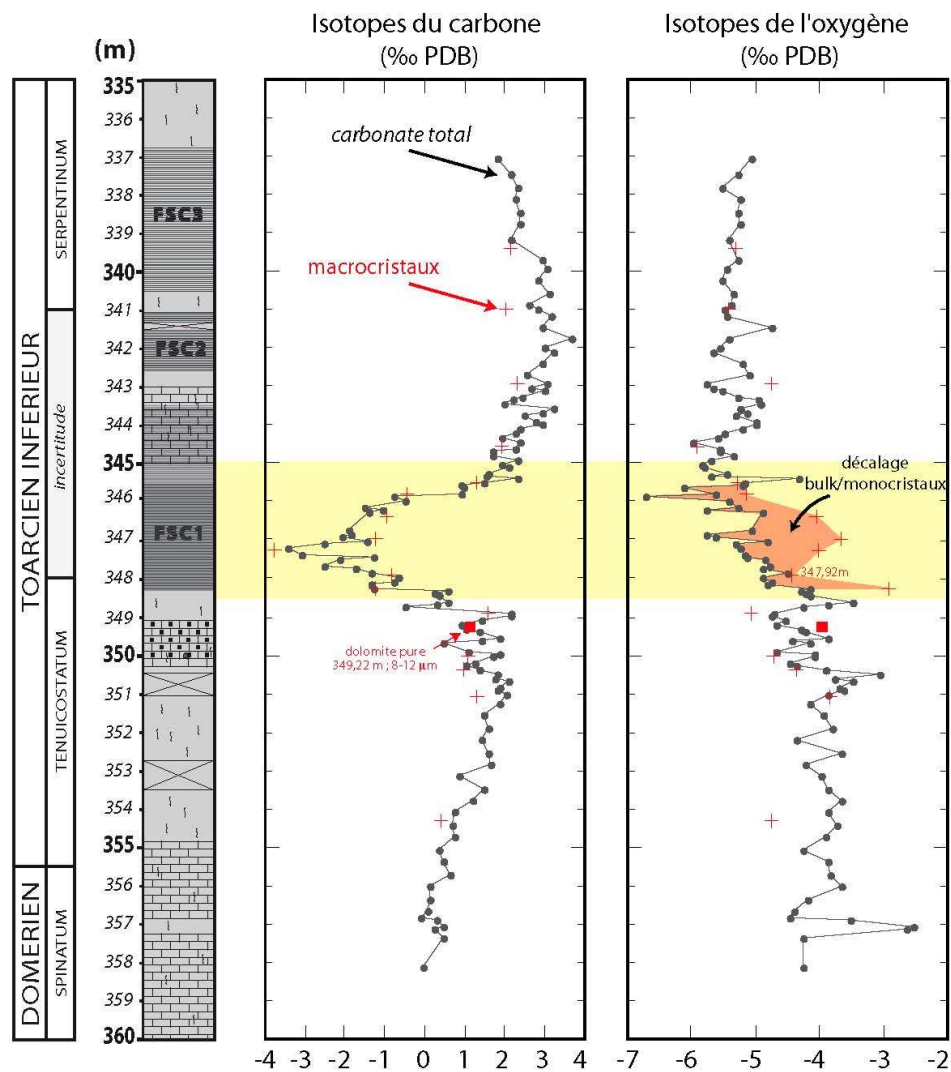 Isotopes du carbone
(‰ PDB)
Isotopes de l'oxygène
(‰ PDB)
(m)
335
336
337
338
339
340
341
342
343
344
345
346
347
348
349
350
351
352
353
354
355
356
357
358
359
360
TOARCIEN INFERIEUR
DOMERIEN
SERPENTINUM
incertitude
TENUICOSTATUM
SPINATUM
FSC3
FSC2
FSC1
carbonate total
macrocristaux
dolomite pure
349,22 m ; 8-12 µm
décalage
bulk/monocristaux
347,92m
-4 -3 -2 -1 0 1 2 3 4
-7 -6 -5 -4 -3 -2